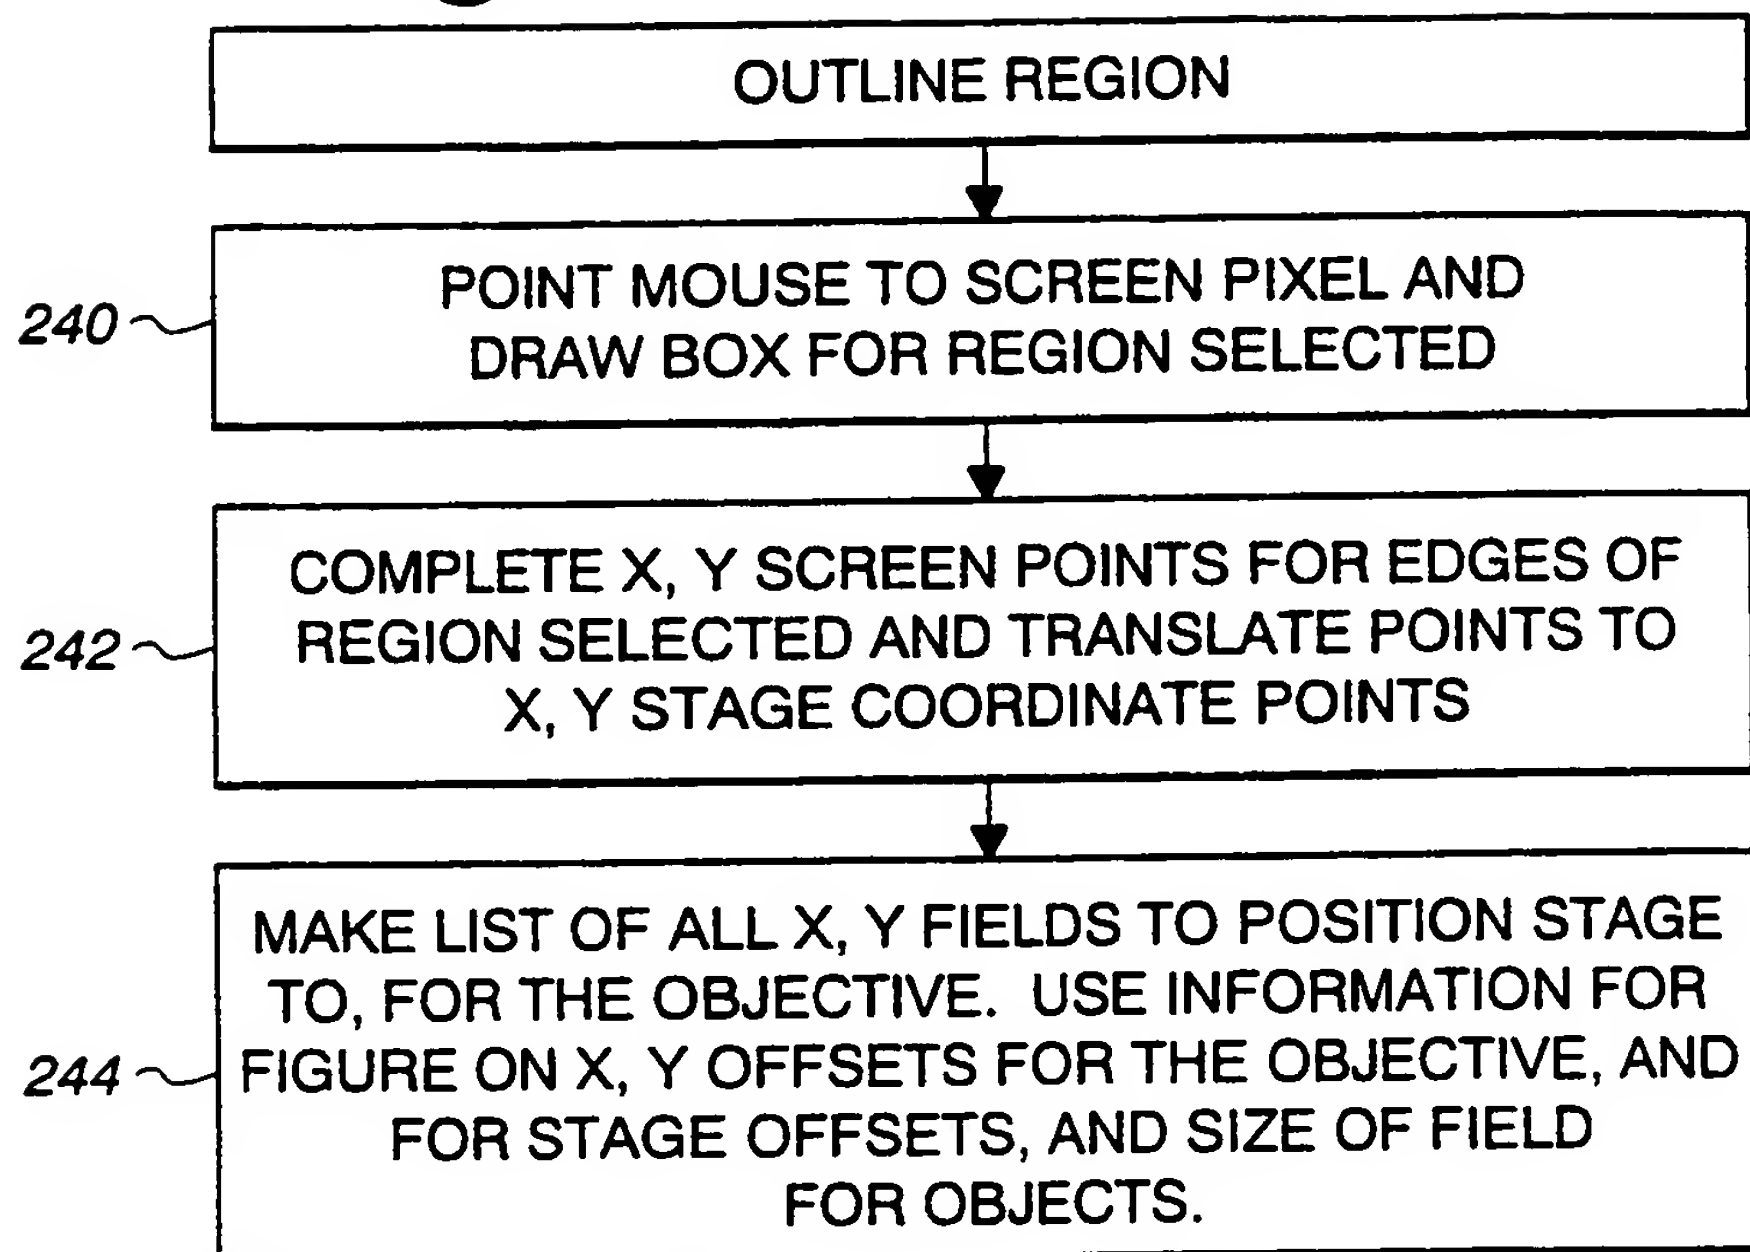 OUTLINE REGION
240
POINT MOUSE TO SCREEN PIXEL AND
DRAW BOX FOR REGION SELECTED
COMPLETE X, Y SCREEN POINTS FOR EDGES OF
242
REGION SELECTED AND TRANSLATE POINTS TO
X, Y STAGE COORDINATE POINTS
MAKE LIST OF ALL X, Y FIELDS TO POSITION STAGE
TO, FOR THE OBJECTIVE. USE INFORMATION FOR
244
FIGURE ON X, Y OFFSETS FOR THE OBJECTIVE, AND
FOR STAGE OFFSETS, AND SIZE OF FIELD
FOR OBJECTS.